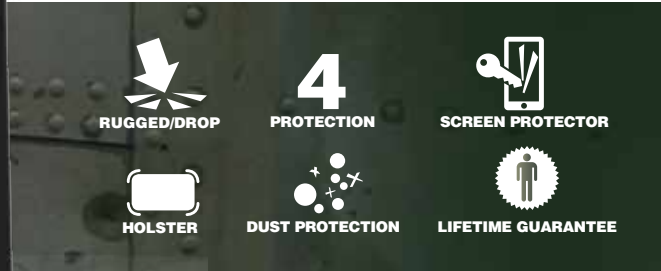 4
RUGGED/DROP
PROTECTION
SCREEN PROTECTOR
HOLSTER
DUST PROTECTION
LIFETIME GUARANTEE